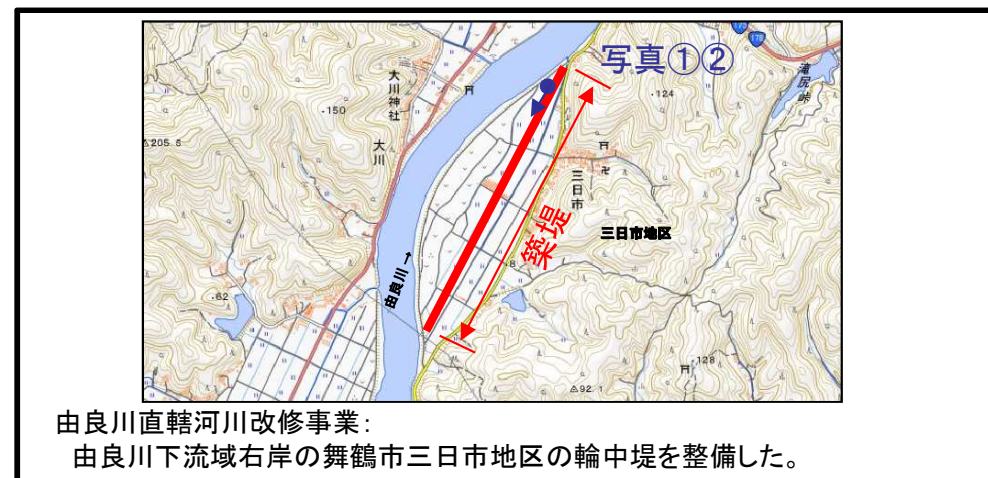 写真①②
178
滝尻峠
大川神社
・124
・150
205.5
大川
三日市
三日市地区
築堤
8
由良川→
・62
・128
△92.1
由良川直轄河川改修事業：
由良川下流域右岸の舞鶴市三日市地区の輪中堤を整備した。